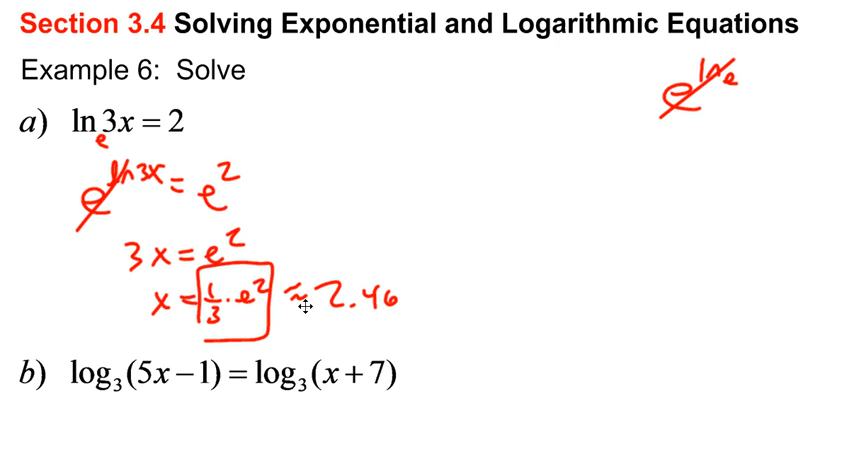 Section 3.4 Solving Exponential and Logarithmic Equations
Example 6: Solve
e^ln e
a) ln 3x = 2
e
e^ln 3x = e^2
3x = e^2
x = 1/3 · e^2 ≈ 2.46
b) log₃(5x − 1) = log₃(x + 7)